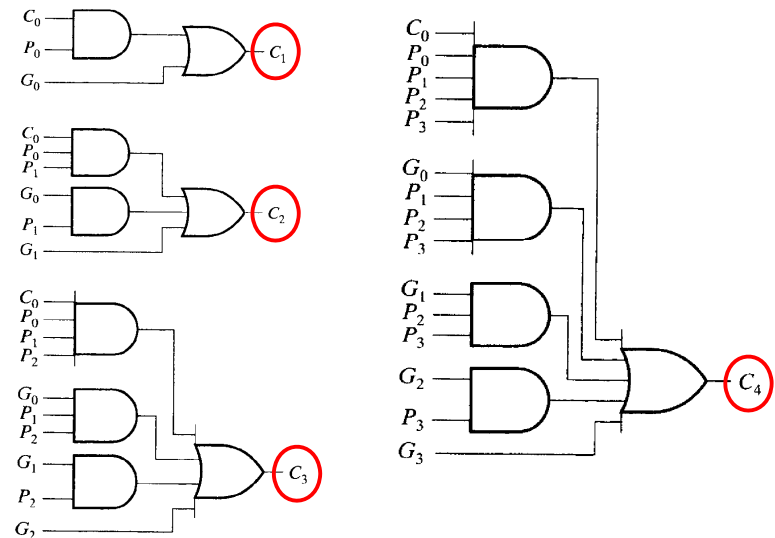 C₀
P₀
G₀
C₁
C₀
P₀
P₁
G₀
P₁
G₁
C₂
C₀
P₀
P₁
P₂
G₀
P₁
P₂
G₁
P₂
G₂
C₃
C₀
P₀
P₁
P₂
P₃
G₀
P₁
P₂
P₃
G₁
P₂
P₃
G₂
P₃
G₃
C₄